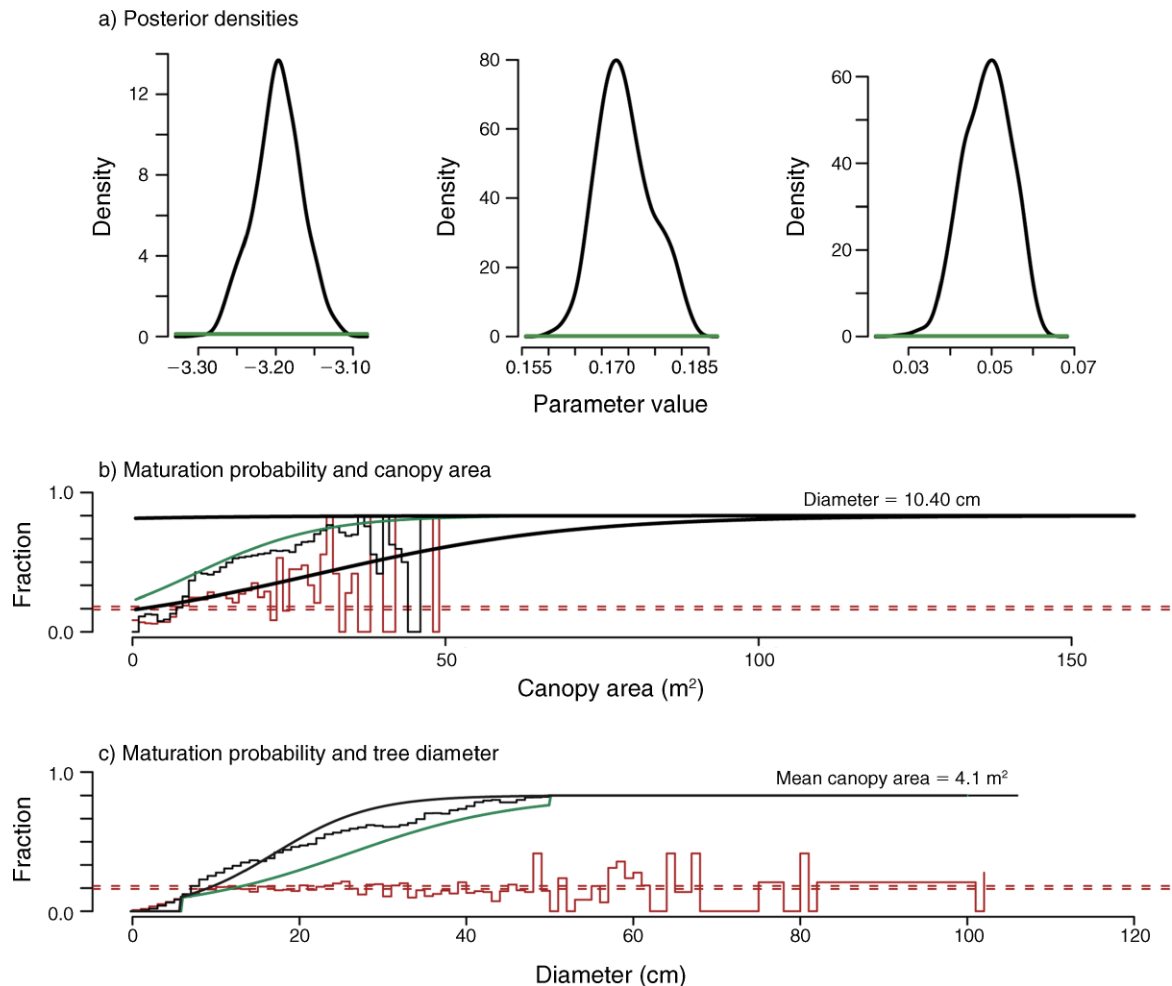 a) Posterior densities
Density
12
8
4
0
−3.30 −3.20 −3.10
Density
80
60
40
20
0
0.155 0.170 0.185
Density
60
40
20
0
0.03 0.05 0.07
Parameter value
b) Maturation probability and canopy area
Diameter = 10.40 cm
Fraction
1.0
0.0
0 50 100 150
Canopy area (m²)
c) Maturation probability and tree diameter
Mean canopy area = 4.1 m²
Fraction
1.0
0.0
0 20 40 60 80 100 120
Diameter (cm)